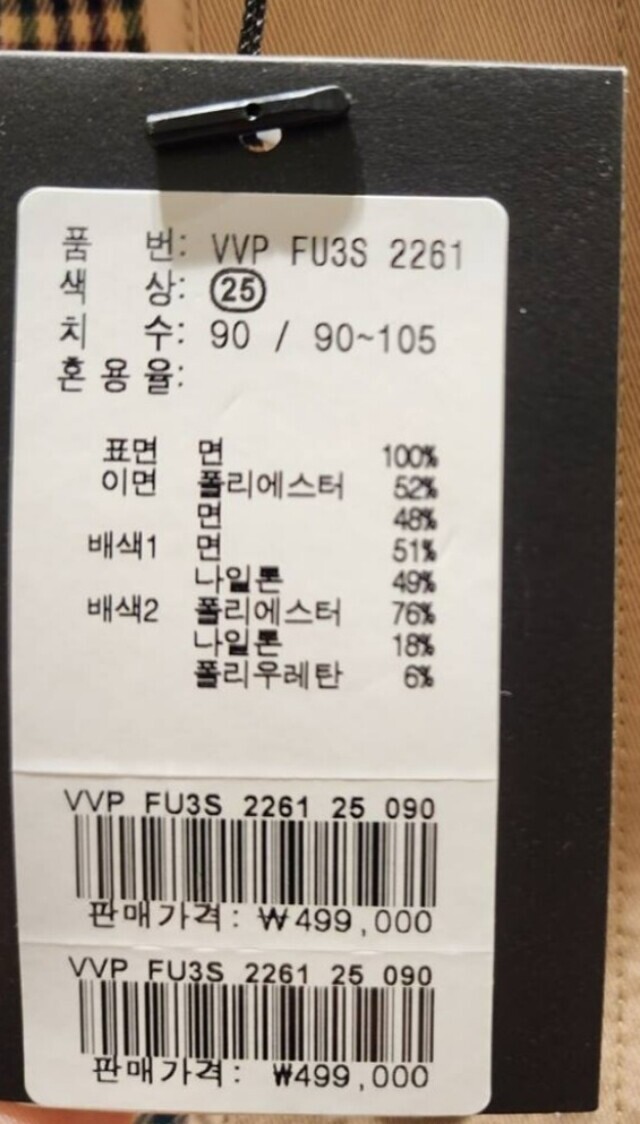 품 번: VVP FU3S 2261
색 상: 25
치 수: 90 / 90~105
혼 용 율:
표면 면 100%
이면 폴리에스터 52%
면 48%
배색1 면 51%
나일론 49%
배색2 폴리에스터 76%
나일론 18%
폴리우레탄 6%
VVP FU3S 2261 25 090
판매가격: ₩499,000
VVP FU3S 2261 25 090
판매가격: ₩499,000